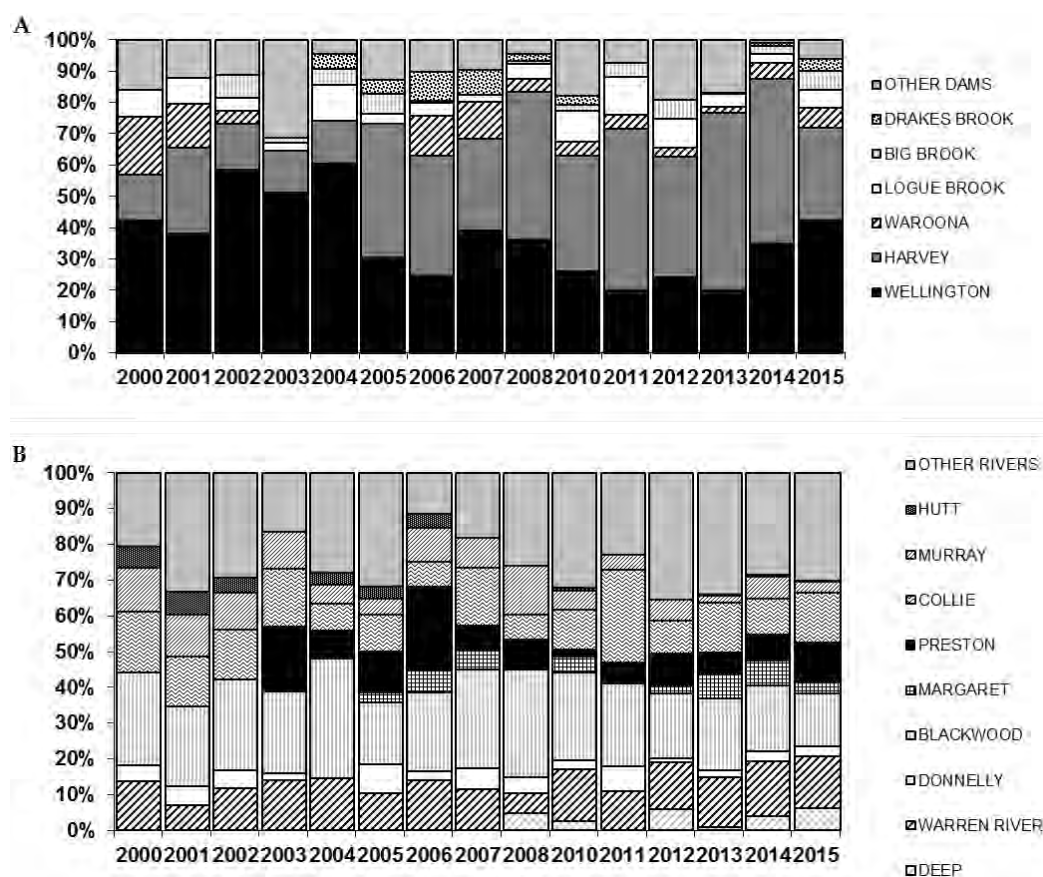 A
100%
90%
80%
70%
60%
50%
40%
30%
20%
10%
0%
2000 2001 2002 2003 2004 2005 2006 2007 2008 2010 2011 2012 2013 2014 2015
OTHER DAMS
DRAKES BROOK
BIG BROOK
LOGUE BROOK
WAROONA
HARVEY
WELLINGTON
B
100%
90%
80%
70%
60%
50%
40%
30%
20%
10%
0%
2000 2001 2002 2003 2004 2005 2006 2007 2008 2010 2011 2012 2013 2014 2015
OTHER RIVERS
HUTT
MURRAY
COLLIE
PRESTON
MARGARET
BLACKWOOD
DONNELLY
WARREN RIVER
DEEP